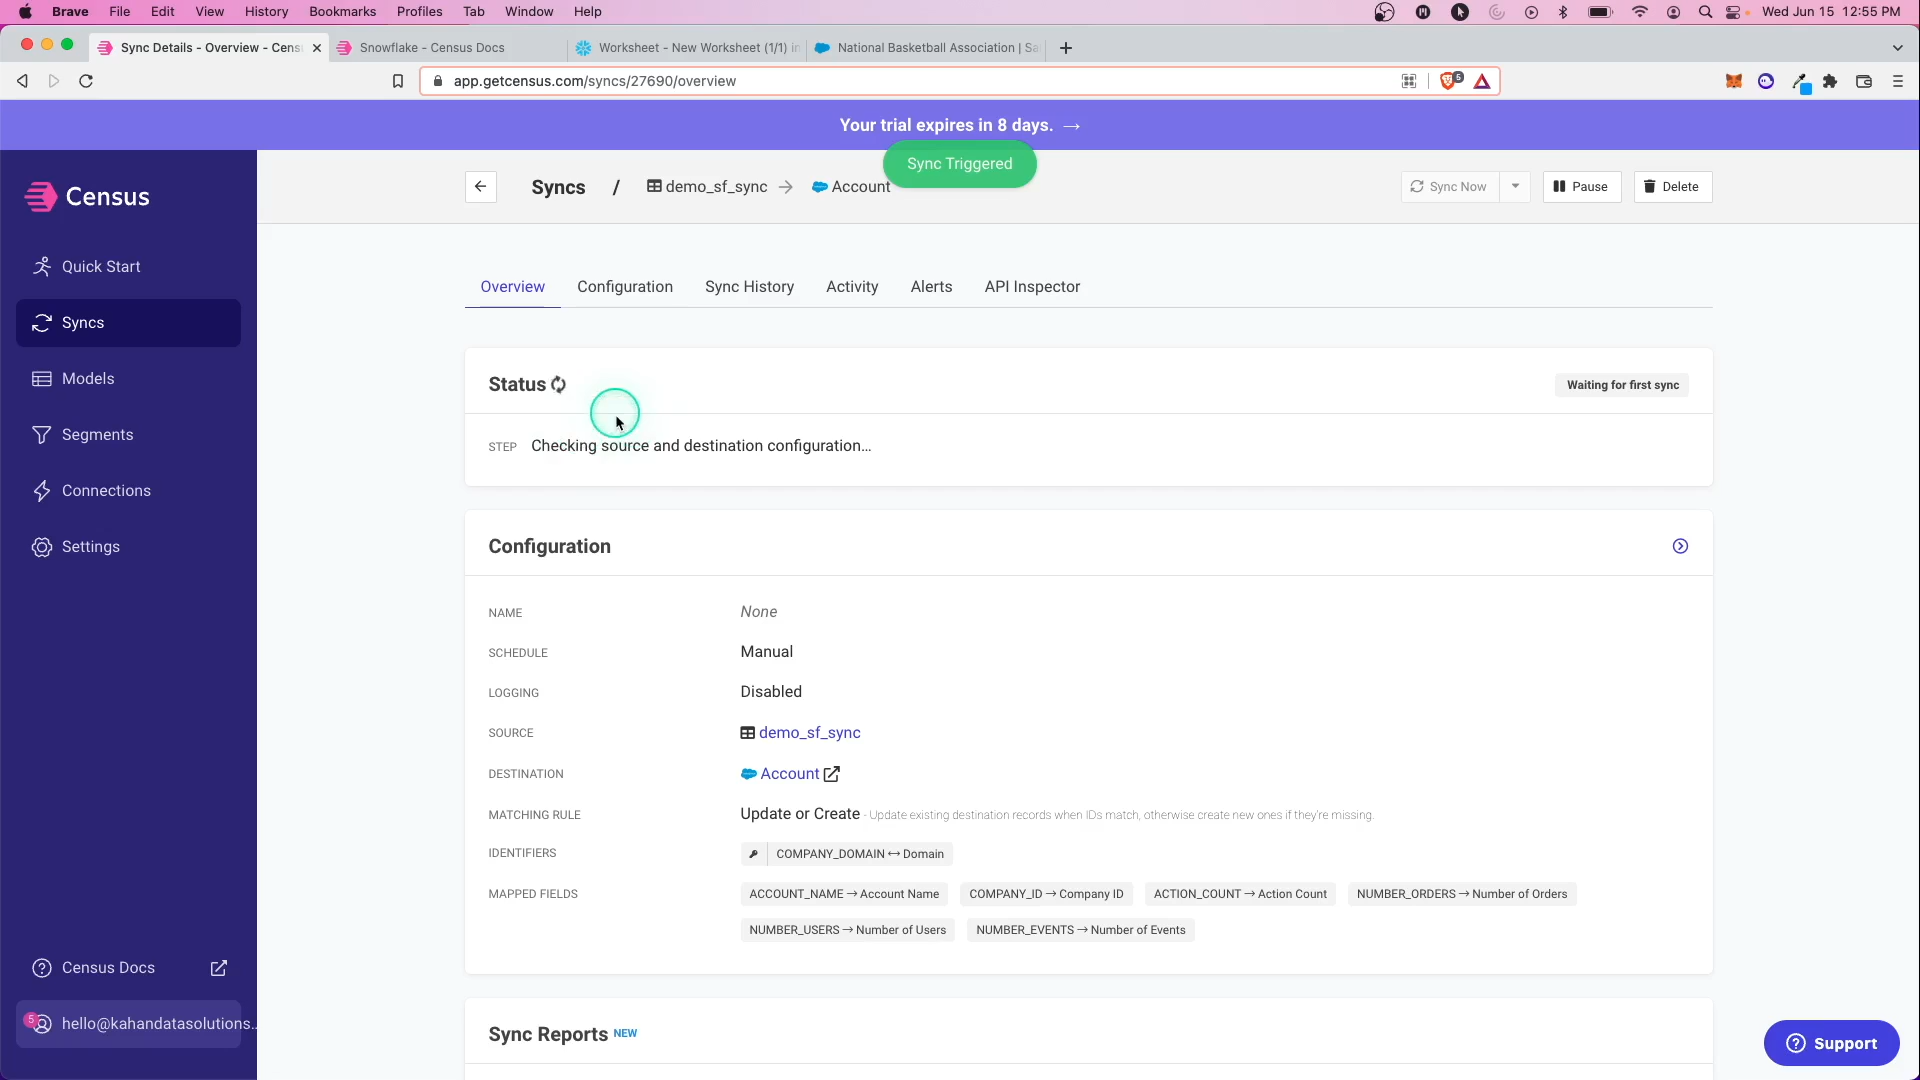 Brave File Edit View History Bookmarks Profiles Tab Window Help Wed Jun 15 12:55 PM
Sync Details - Overview - Cens Snowflake - Census Docs Worksheet - New Worksheet (1/1) in National Basketball Association | Sa
app.getcensus.com/syncs/27690/overview 5
Your trial expires in 8 days. →
Sync Triggered
Census
Syncs / demo_sf_sync → Account Sync Now Pause Delete
Quick Start
Syncs
Models
Segments
Connections
Settings
Census Docs
5 hello@kahandatasolutions...
Overview Configuration Sync History Activity Alerts API Inspector
Status Waiting for first sync
STEP Checking source and destination configuration...
Configuration
NAME None
SCHEDULE Manual
LOGGING Disabled
SOURCE demo_sf_sync
DESTINATION Account
MATCHING RULE Update or Create - Update existing destination records when IDs match, otherwise create new ones if they're missing.
IDENTIFIERS COMPANY_DOMAIN ↔ Domain
MAPPED FIELDS ACCOUNT_NAME → Account Name COMPANY_ID → Company ID ACTION_COUNT → Action Count NUMBER_ORDERS → Number of Orders
NUMBER_USERS → Number of Users NUMBER_EVENTS → Number of Events
Sync Reports NEW
Support